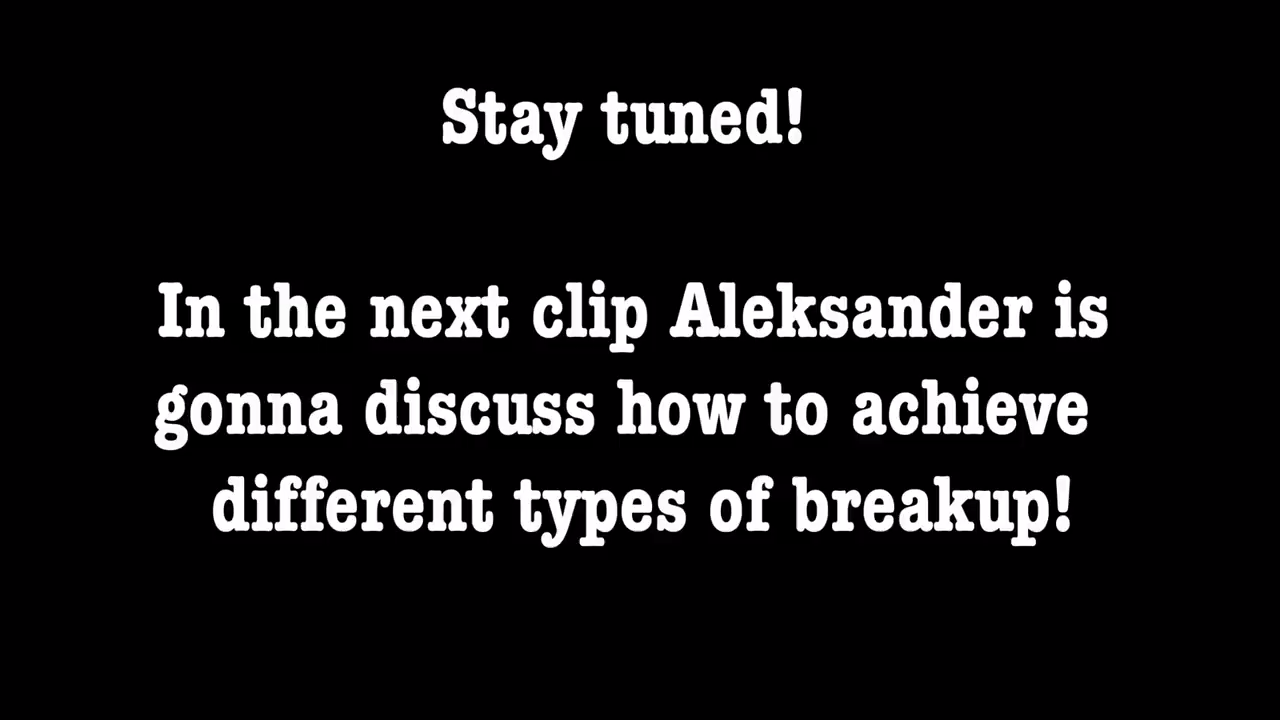 Stay tuned!
In the next clip Aleksander is
gonna discuss how to achieve
different types of breakup!